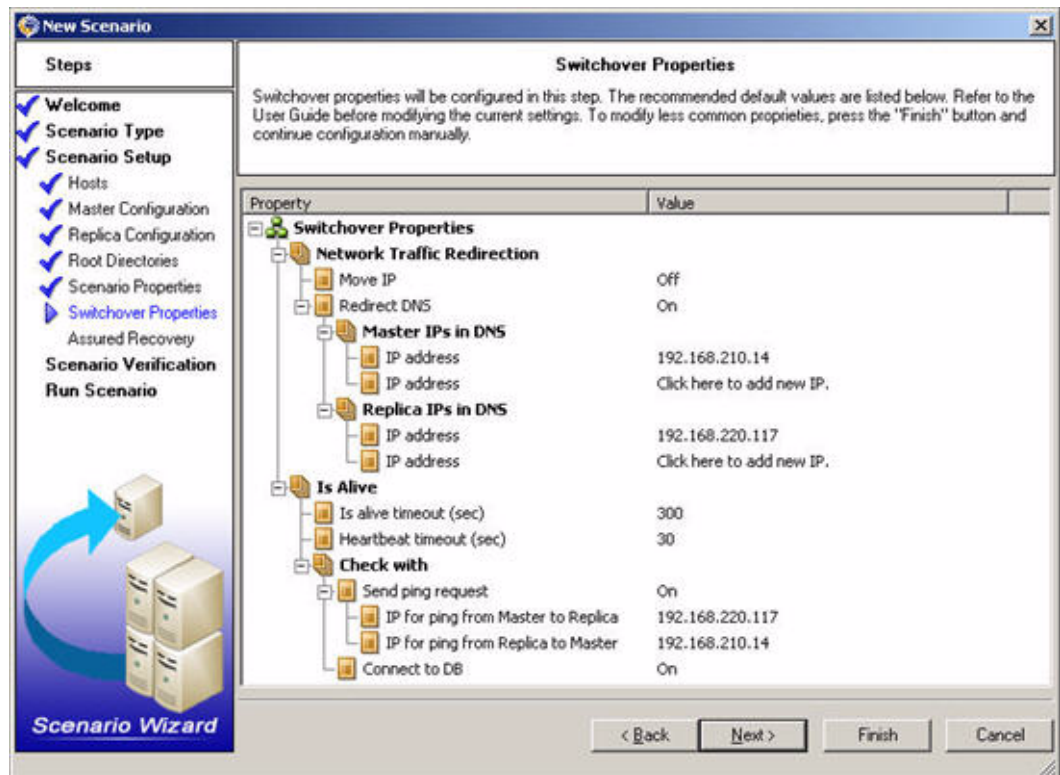 New Scenario
Steps
Welcome
Scenario Type
Scenario Setup
Hosts
Master Configuration
Replica Configuration
Root Directories
Scenario Properties
Switchover Properties
Assured Recovery
Scenario Verification
Run Scenario
Scenario Wizard
Switchover Properties
Switchover properties will be configured in this step. The recommended default values are listed below. Refer to the
User Guide before modifying the current settings. To modify less common proprieties, press the "Finish" button and
continue configuration manually.
Property Value
Switchover Properties
Network Traffic Redirection
Move IP Off
Redirect DNS On
Master IPs in DNS
IP address 192.168.210.14
IP address Click here to add new IP.
Replica IPs in DNS
IP address 192.168.220.117
IP address Click here to add new IP.
Is Alive
Is alive timeout (sec) 300
Heartbeat timeout (sec) 30
Check with
Send ping request On
IP for ping from Master to Replica 192.168.220.117
IP for ping from Replica to Master 192.168.210.14
Connect to DB On
< Back Next > Finish Cancel